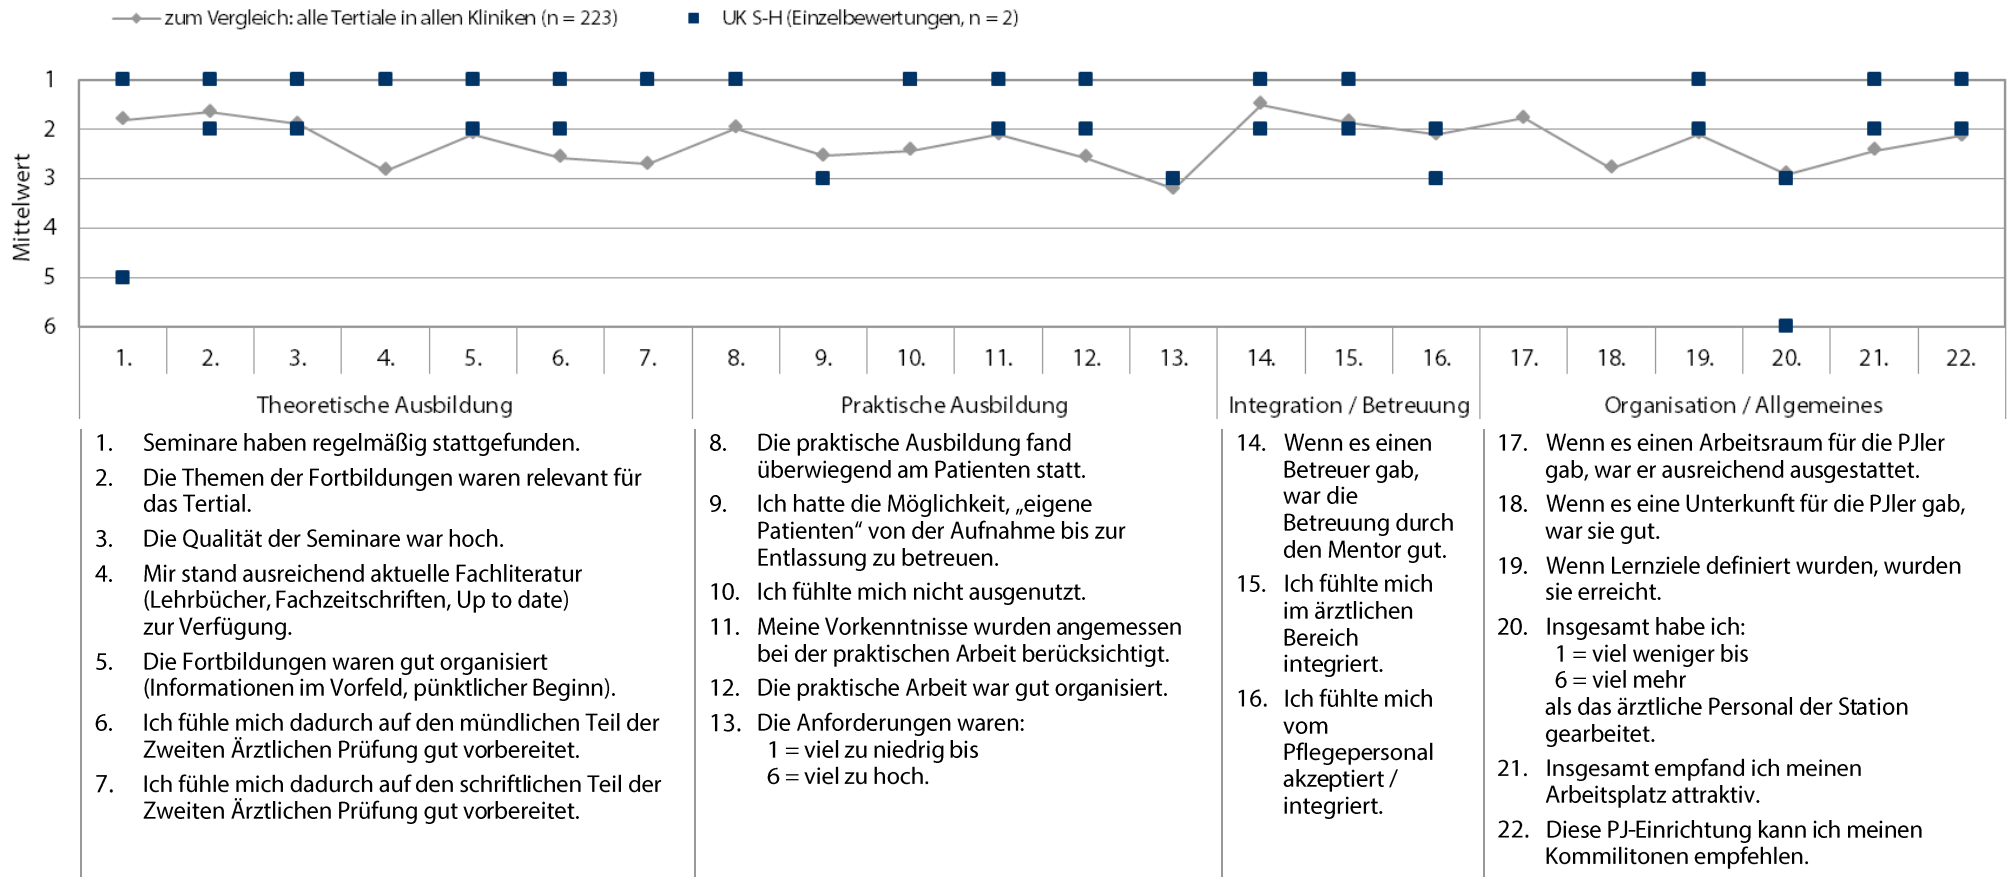 zum Vergleich: alle Tertiale in allen Kliniken (n = 223)
UK S-H (Einzelbewertungen, n = 2)
Mittelwert
1
2
3
4
5
6
1. 2. 3. 4. 5. 6. 7. 8. 9. 10. 11. 12. 13. 14. 15. 16. 17. 18. 19. 20. 21. 22.
Theoretische Ausbildung
Praktische Ausbildung
Integration / Betreuung
Organisation / Allgemeines
1. Seminare haben regelmäßig stattgefunden.
2. Die Themen der Fortbildungen waren relevant für
das Tertial.
3. Die Qualität der Seminare war hoch.
4. Mir stand ausreichend aktuelle Fachliteratur
(Lehrbücher, Fachzeitschriften, Up to date)
zur Verfügung.
5. Die Fortbildungen waren gut organisiert
(Informationen im Vorfeld, pünktlicher Beginn).
6. Ich fühle mich dadurch auf den mündlichen Teil der
Zweiten Ärztlichen Prüfung gut vorbereitet.
7. Ich fühle mich dadurch auf den schriftlichen Teil der
Zweiten Ärztlichen Prüfung gut vorbereitet.
8. Die praktische Ausbildung fand
überwiegend am Patienten statt.
9. Ich hatte die Möglichkeit, „eigene
Patienten“ von der Aufnahme bis zur
Entlassung zu betreuen.
10. Ich fühlte mich nicht ausgenutzt.
11. Meine Vorkenntnisse wurden angemessen
bei der praktischen Arbeit berücksichtigt.
12. Die praktische Arbeit war gut organisiert.
13. Die Anforderungen waren:
1 = viel zu niedrig bis
6 = viel zu hoch.
14. Wenn es einen
Betreuer gab,
war die
Betreuung durch
den Mentor gut.
15. Ich fühlte mich
im ärztlichen
Bereich
integriert.
16. Ich fühlte mich
vom
Pflegepersonal
akzeptiert /
integriert.
17. Wenn es einen Arbeitsraum für die PJler
gab, war er ausreichend ausgestattet.
18. Wenn es eine Unterkunft für die PJler gab,
war sie gut.
19. Wenn Lernziele definiert wurden, wurden
sie erreicht.
20. Insgesamt habe ich:
1 = viel weniger bis
6 = viel mehr
als das ärztliche Personal der Station
gearbeitet.
21. Insgesamt empfand ich meinen
Arbeitsplatz attraktiv.
22. Diese PJ-Einrichtung kann ich meinen
Kommilitonen empfehlen.